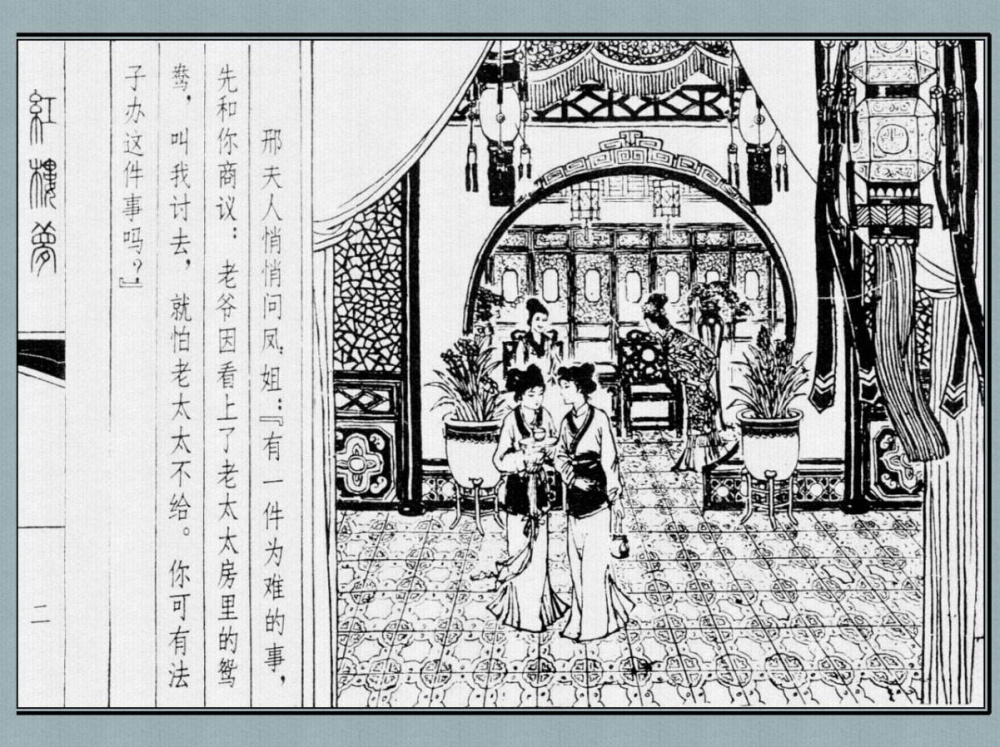 邢夫人悄悄问凤姐：『有一件为难的事，
先和你商议：老爷因看上了老太太房里的鸳
鸯，叫我讨去，就怕老太太不给。你可有法
子办这件事吗？』
紅樓夢
二